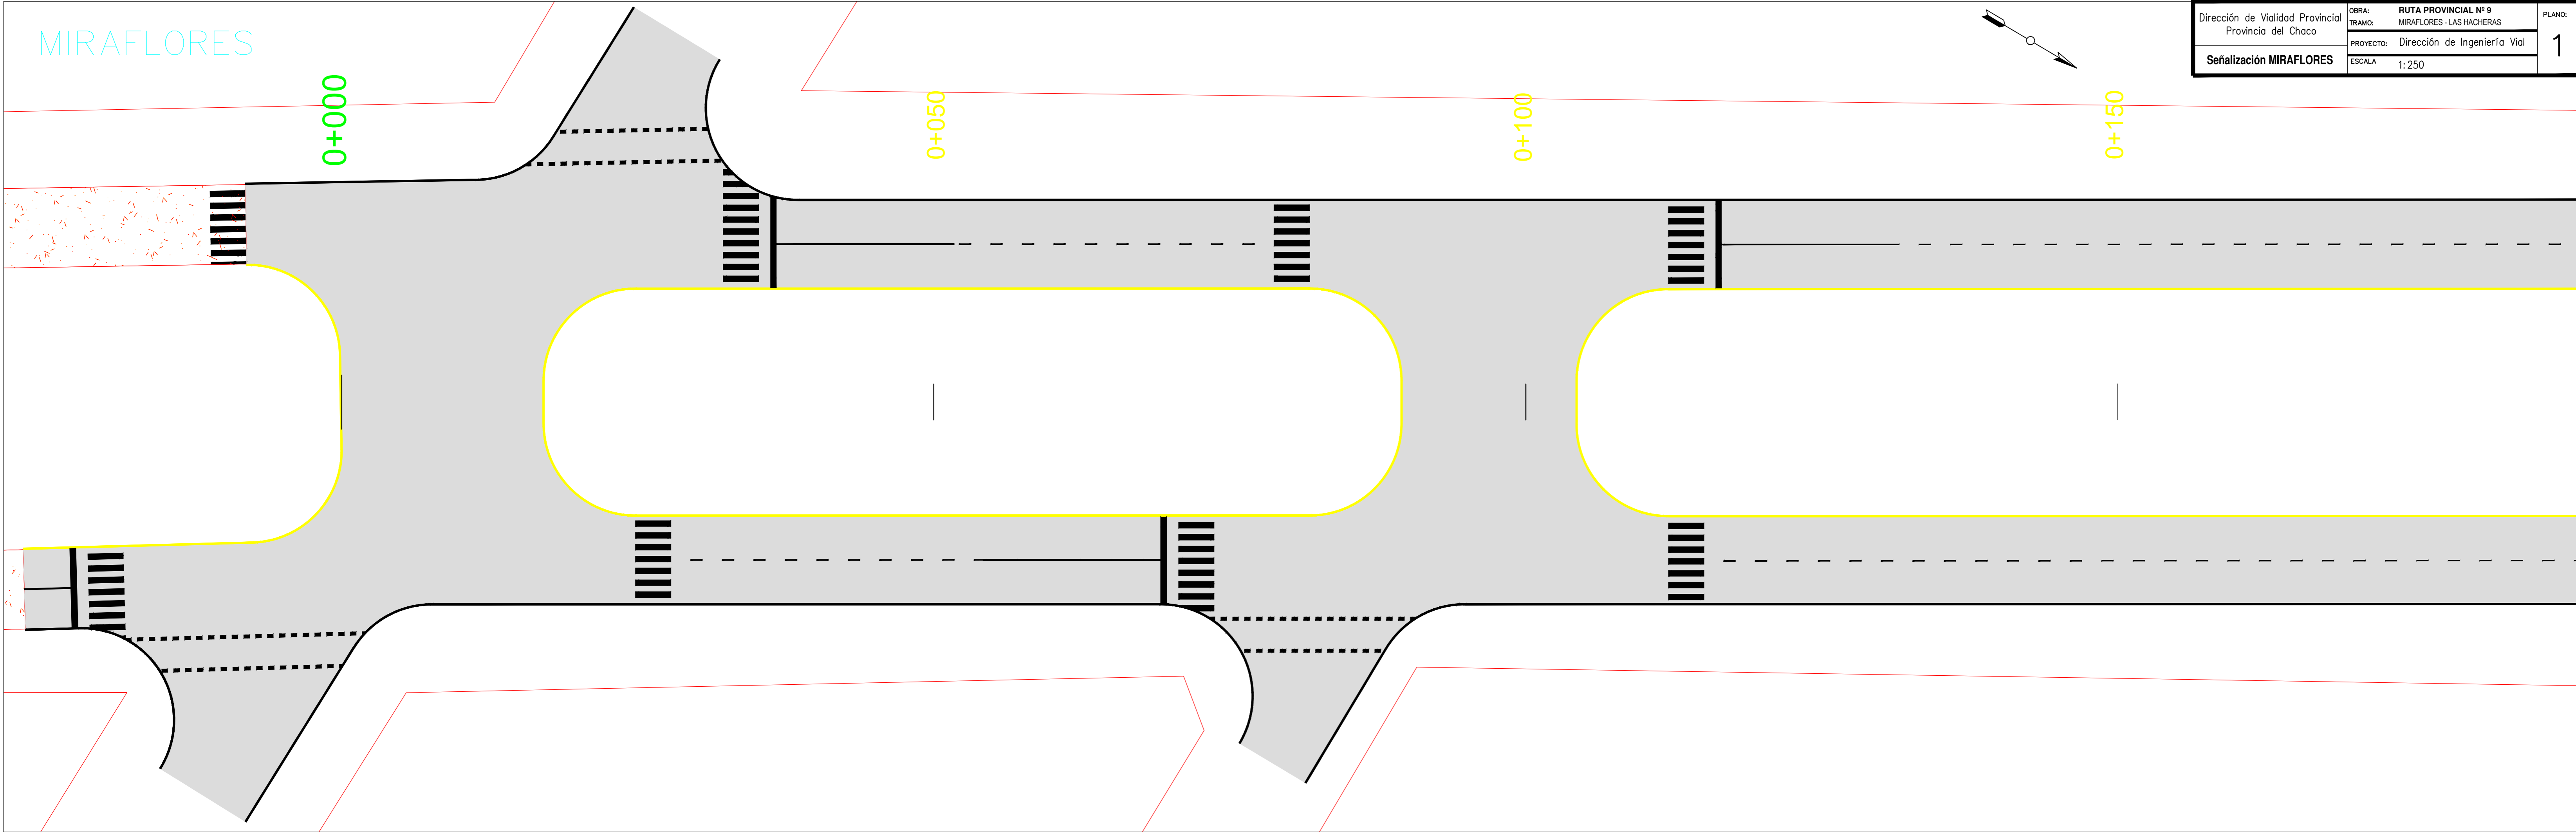 MIRAFLORES
0+000
0+050
0+100
0+150
Dirección de Vialidad Provincial
Provincia del Chaco
Señalización MIRAFLORES
OBRA: RUTA PROVINCIAL Nº 9
TRAMO: MIRAFLORES - LAS HACHERAS
PROYECTO: Dirección de Ingeniería Vial
ESCALA 1:250
PLANO:
1